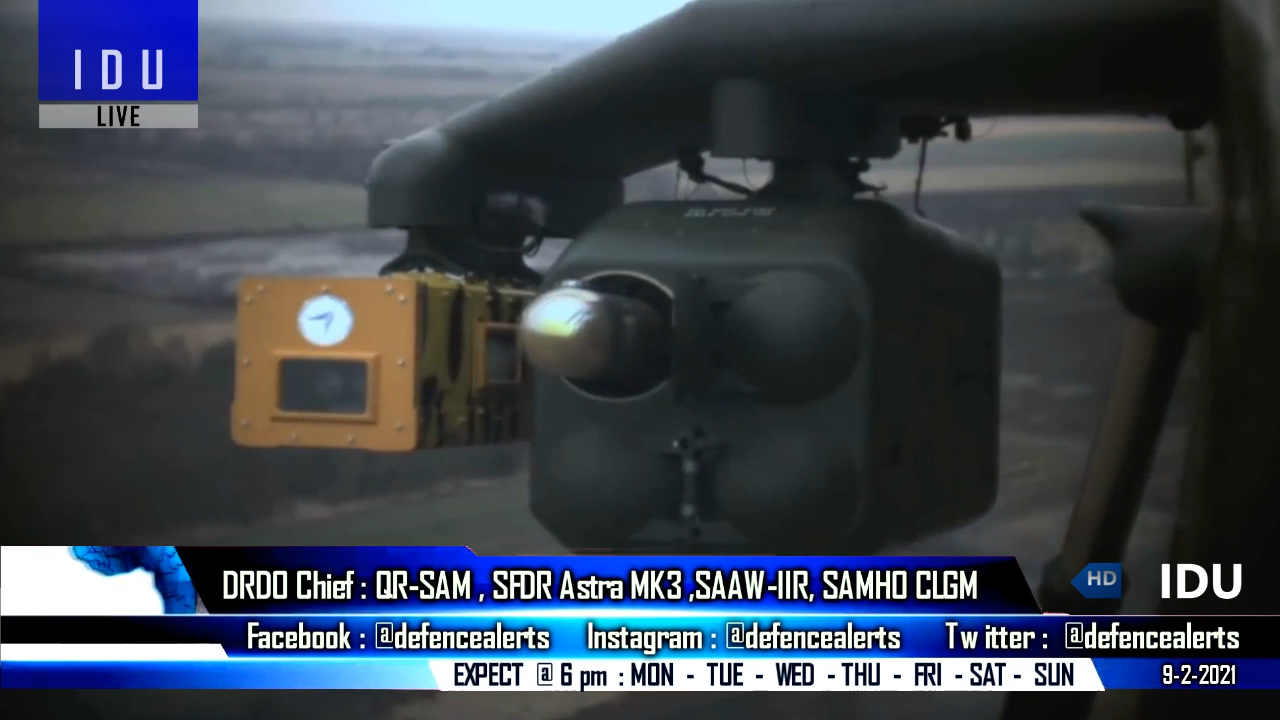 IDU
LIVE
DRDO Chief : QR-SAM , SFDR Astra MK3 ,SAAW-IIR, SAMHO CLGM
HD IDU
Facebook : @defencealerts Instagram : @defencealerts Tw itter : @defencealerts
EXPECT @ 6 pm : MON - TUE - WED - THU - FRI - SAT - SUN 9-2-2021